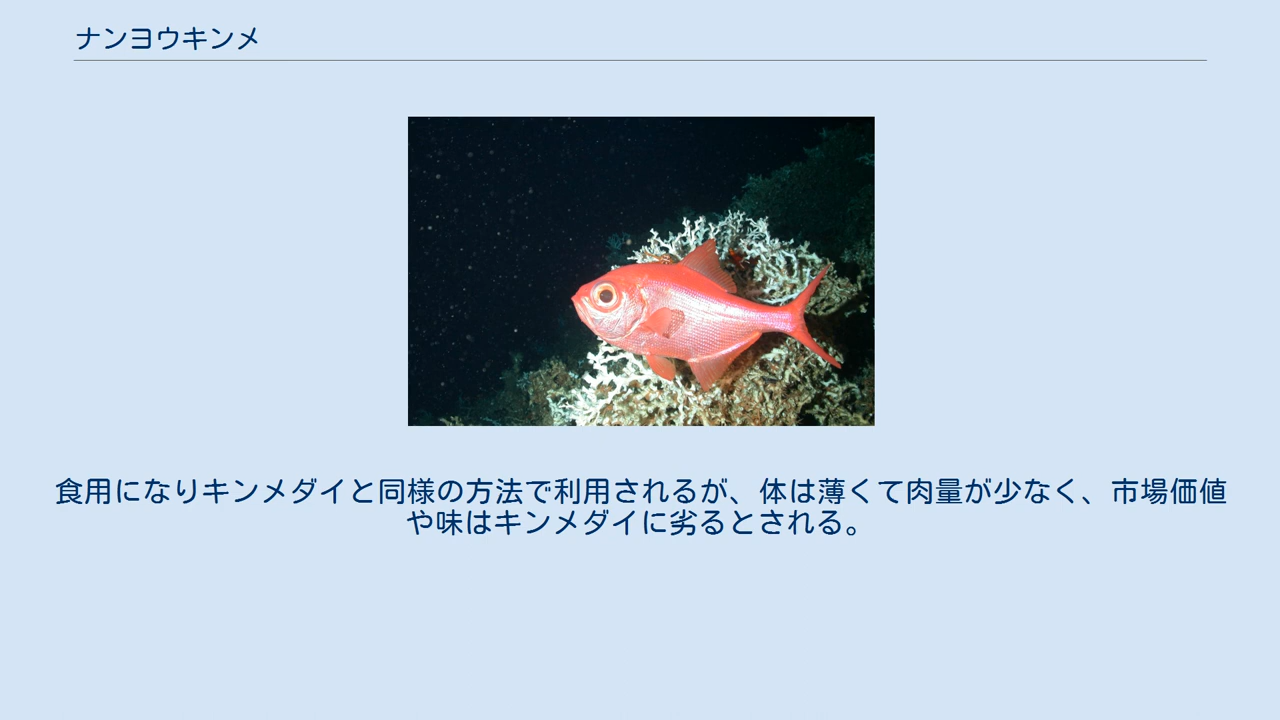 ナンヨウキンメ
食用になりキンメダイと同様の方法で利用されるが、体は薄くて肉量が少なく、市場価値
や味はキンメダイに劣るとされる。